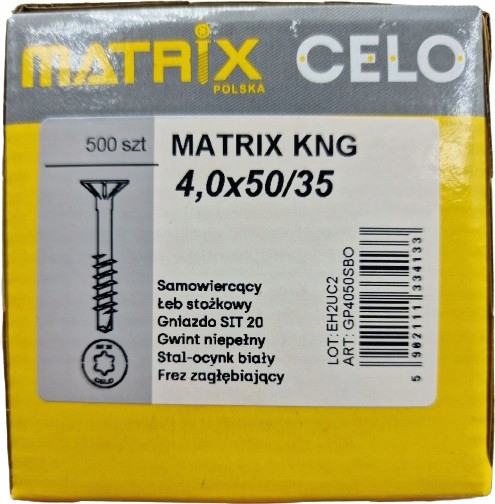 MATRIX
POLSKA
CELO
500 szt
MATRIX KNG
4,0x50/35
Samowiercący
Łeb stożkowy
Gniazdo SIT 20
Gwint niepełny
Stal-ocynk biały
Frez zagłębiający
CELO
LOT: EH2UC2
ART: GP4050SBO
5 902111 334133